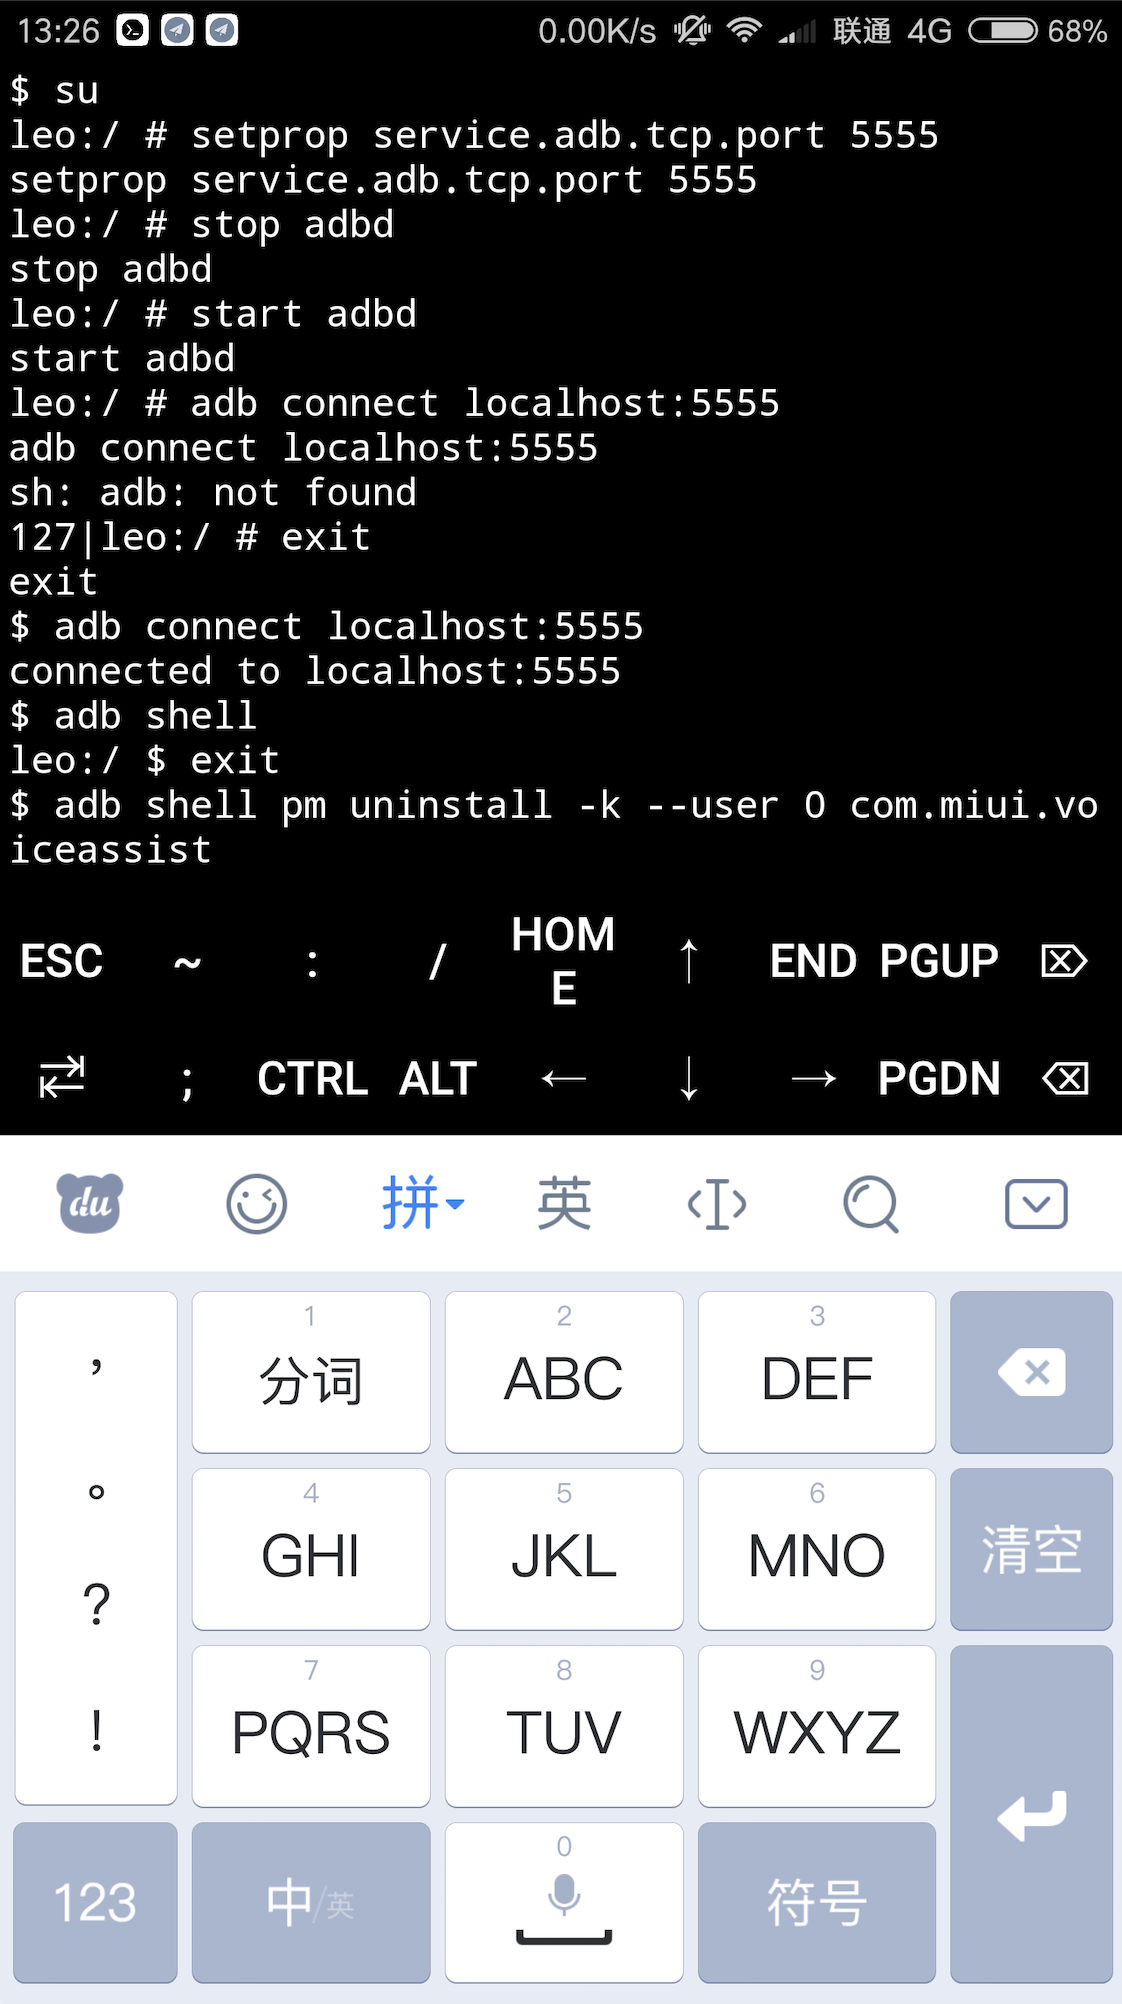 13:26 0.00K/s 联通 4G 68%
$ su
leo:/ # setprop service.adb.tcp.port 5555
setprop service.adb.tcp.port 5555
leo:/ # stop adbd
stop adbd
leo:/ # start adbd
start adbd
leo:/ # adb connect localhost:5555
adb connect localhost:5555
sh: adb: not found
127|leo:/ # exit
exit
$ adb connect localhost:5555
connected to localhost:5555
$ adb shell
leo:/ $ exit
$ adb shell pm uninstall -k --user 0 com.miui.vo
iceassist
ESC ~ : / HOM
E ↑ END PGUP
; CTRL ALT ← ↓ → PGDN
du 拼 英
, 1 2 3
分词 ABC DEF
。 4 5 6
GHI JKL MNO 清空
?
7 8 9
! PQRS TUV WXYZ
0
123 中/英 符号